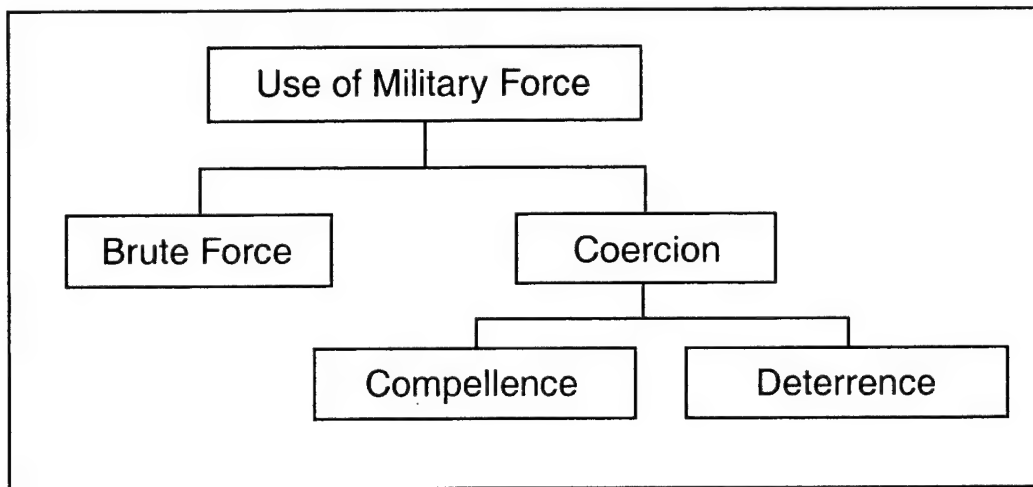 Use of Military Force
Brute Force
Coercion
Compellence
Deterrence